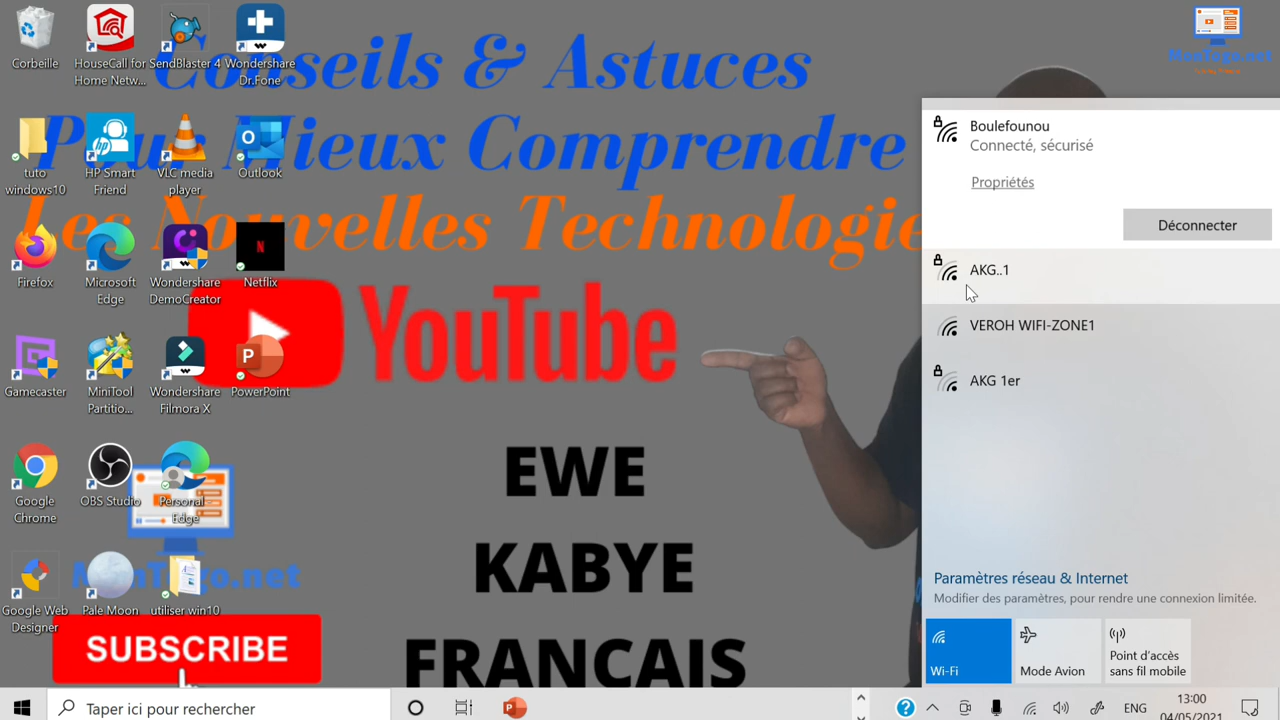 Conseils & Astuces
Pour Mieux Comprendre
Les Nouvelles Technologie
YouTube
EWE
KABYE
FRANCAIS
SUBSCRIBE
MonTogo.net
MonTogo.net
Corbeille
HouseCall for
Home Netw...
SendBlaster 4
Wondershare
Dr.Fone
tuto
windows10
HP Smart
Friend
VLC media
player
Outlook
Firefox
Microsoft
Edge
Wondershare
DemoCreator
Netflix
Gamecaster
MiniTool
Partitio...
Wondershare
Filmora X
PowerPoint
Google
Chrome
OBS Studio
Personal -
Edge
Google Web
Designer
Pale Moon
utiliser win10
Boulefounou
Connecté, sécurisé
Propriétés
Déconnecter
AKG..1
VEROH WIFI-ZONE1
AKG 1er
Paramètres réseau & Internet
Modifier des paramètres, pour rendre une connexion limitée.
Wi-Fi
Mode Avion
Point d'accès
sans fil mobile
Taper ici pour rechercher
ENG
13:00
04/05/2021